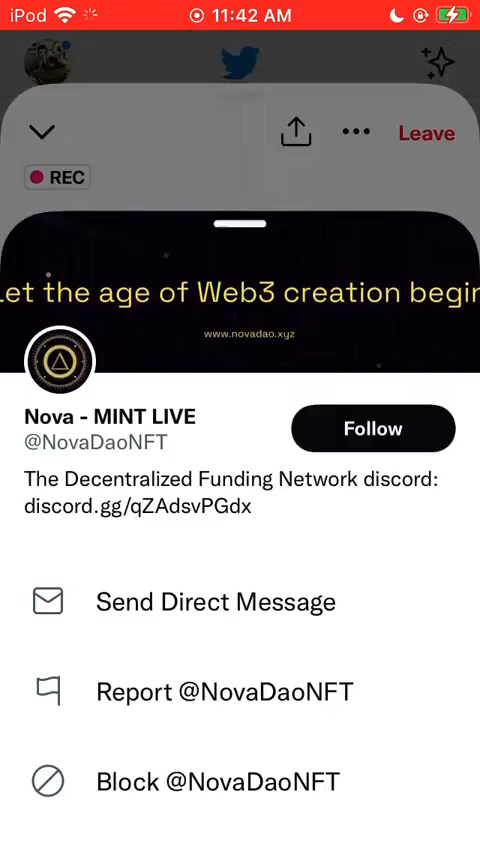 iPod 11:42 AM
Leave
REC
Let the age of Web3 creation begin
www.novadao.xyz
Nova - MINT LIVE
@NovaDaoNFT
Follow
The Decentralized Funding Network discord:
discord.gg/qZAdsvPGdx
Send Direct Message
Report @NovaDaoNFT
Block @NovaDaoNFT